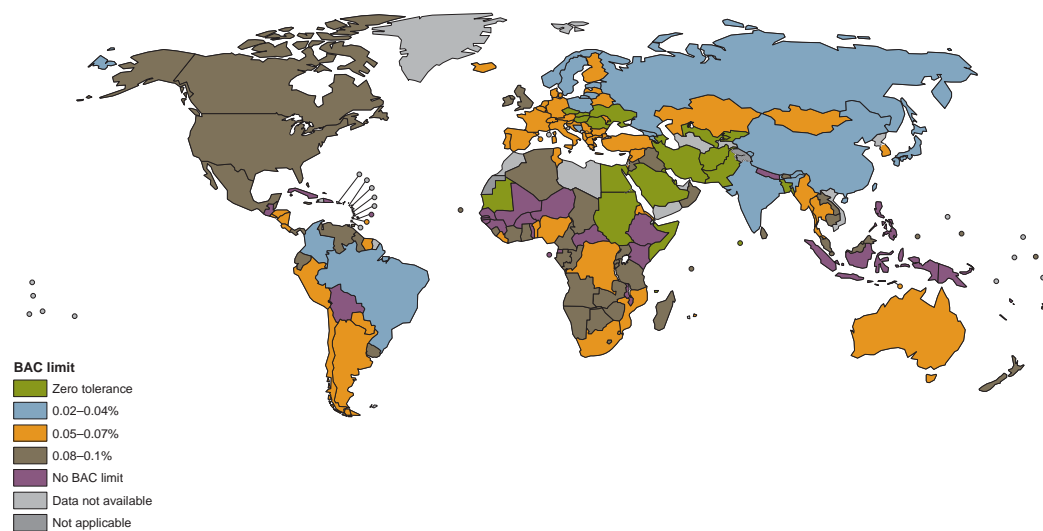 BAC limit
Zero tolerance
0.02–0.04%
0.05–0.07%
0.08–0.1%
No BAC limit
Data not available
Not applicable